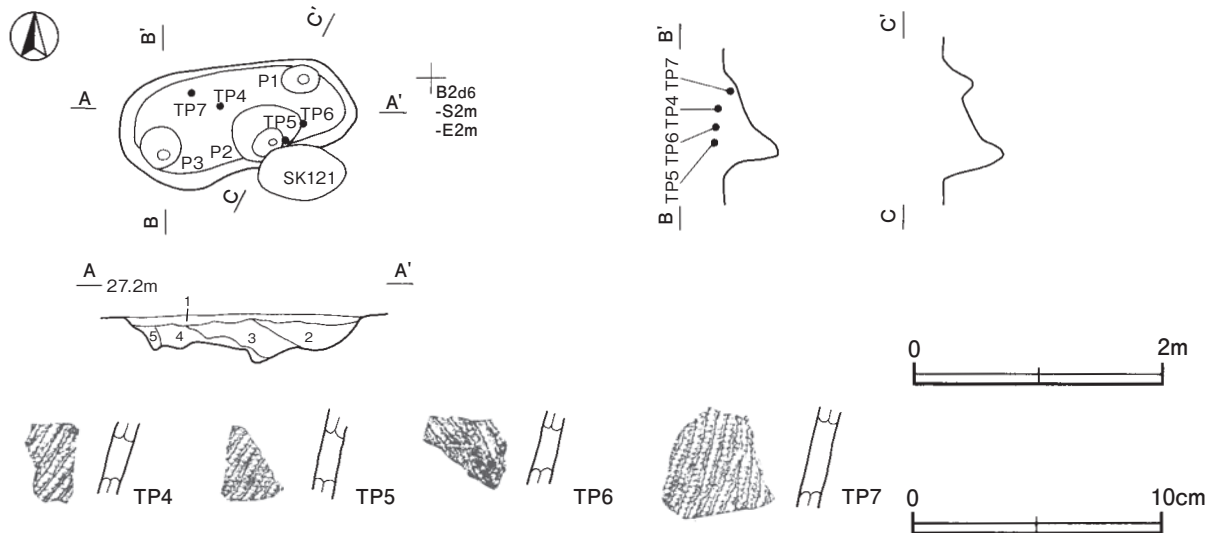 A
A'
B
B'
C
C'
P1
P2
P3
TP7
TP4
TP5
TP6
SK121
B2d6
-S2m
-E2m
B
B'
TP5
TP6
TP4
TP7
C
C'
A
27.2m
A'
1
5
4
3
2
0
2m
TP4
TP5
TP6
TP7
0
10cm